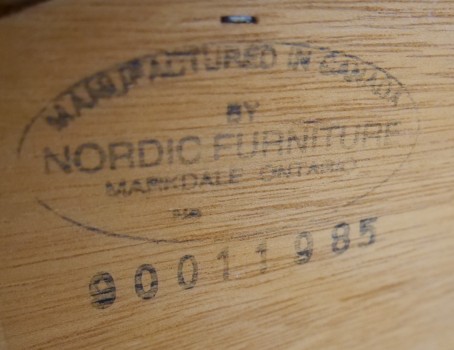 MANUFACTURED IN CANADA
BY
NORDIC FURNITURE
MARKDALE ONTARIO
90011985